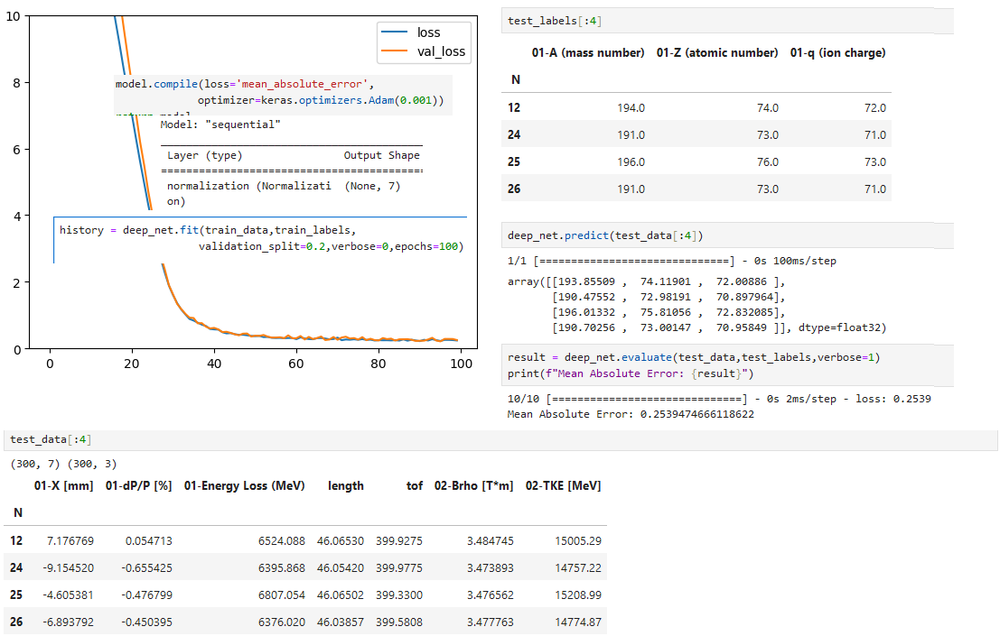 10
8
6
4
2
0
0 20 40 60 80 100
loss
val_loss
model.compile(loss='mean_absolute_error',
optimizer=keras.optimizers.Adam(0.001))
Model: "sequential"
Layer (type) Output Shape
normalization (Normalizati (None, 7)
on)
history = deep_net.fit(train_data,train_labels,
validation_split=0.2,verbose=0,epochs=100)
test_labels[:4]
01-A (mass number) 01-Z (atomic number) 01-q (ion charge)
N
12 194.0 74.0 72.0
24 191.0 73.0 71.0
25 196.0 76.0 73.0
26 191.0 73.0 71.0
deep_net.predict(test_data[:4])
1/1 [==============================] - 0s 100ms/step
array([[193.85509 , 74.11901 , 72.00886 ],
[190.47552 , 72.98191 , 70.897964],
[196.01332 , 75.81056 , 72.832085],
[190.70256 , 73.00147 , 70.95849 ]], dtype=float32)
result = deep_net.evaluate(test_data,test_labels,verbose=1)
print(f"Mean Absolute Error: {result}")
10/10 [==============================] - 0s 2ms/step - loss: 0.2539
Mean Absolute Error: 0.2539474666118622
test_data[:4]
(300, 7) (300, 3)
01-X [mm] 01-dP/P [%] 01-Energy Loss (MeV) length tof 02-Brho [T*m] 02-TKE [MeV]
N
12 7.176769 0.054713 6524.088 46.06530 399.9275 3.484745 15005.29
24 -9.154520 -0.655425 6395.868 46.05420 399.9775 3.473893 14757.22
25 -4.605381 -0.476799 6807.054 46.06502 399.3300 3.476562 15208.99
26 -6.893792 -0.450395 6376.020 46.03857 399.5808 3.477763 14774.87